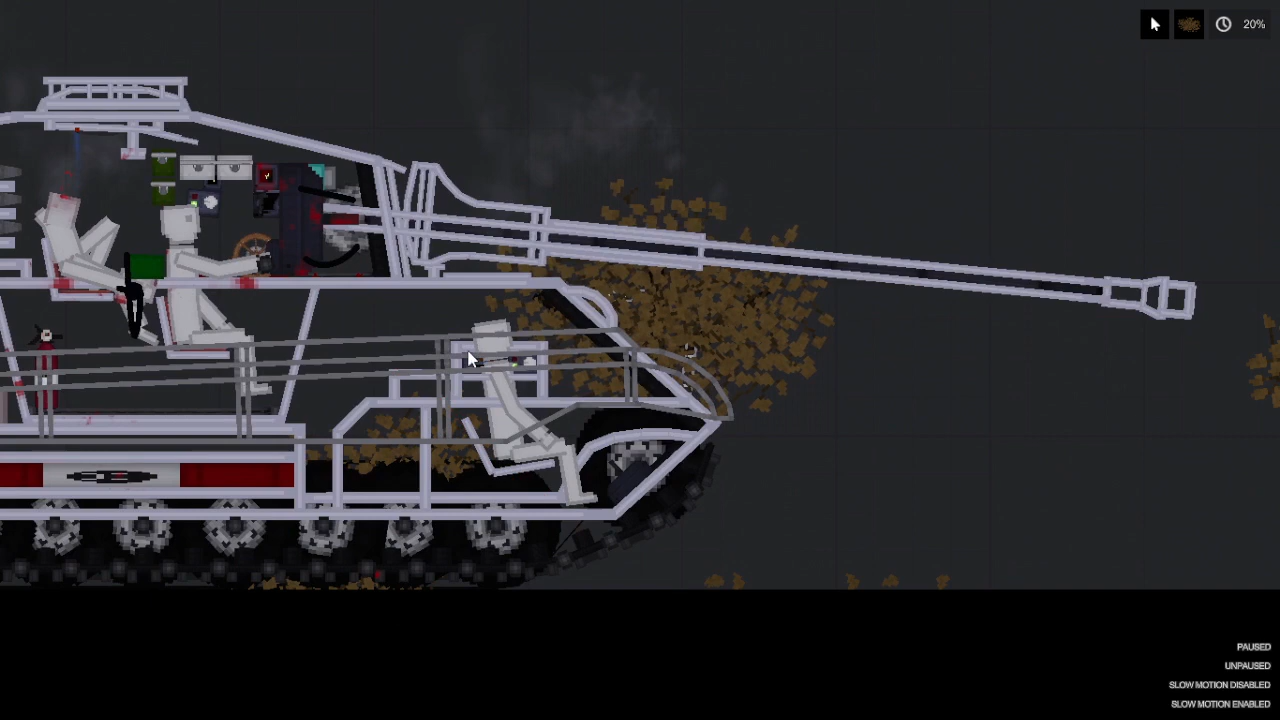 20%
PAUSED
UNPAUSED
SLOW MOTION DISABLED
SLOW MOTION ENABLED